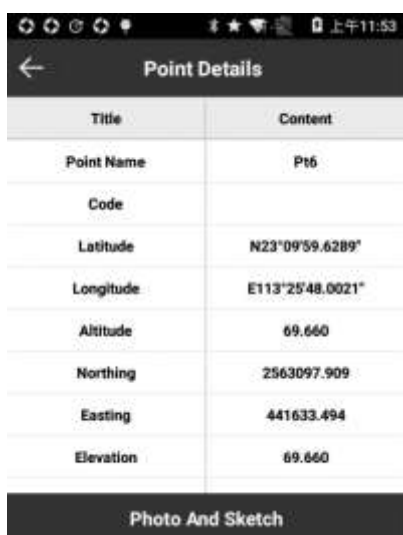 上午11:53
Point Details
Title Content
Point Name Pt6
Code
Latitude N23°09'59.6289"
Longitude E113°25'48.0021"
Altitude 69.660
Northing 2563097.909
Easting 441633.494
Elevation 69.660
Photo And Sketch